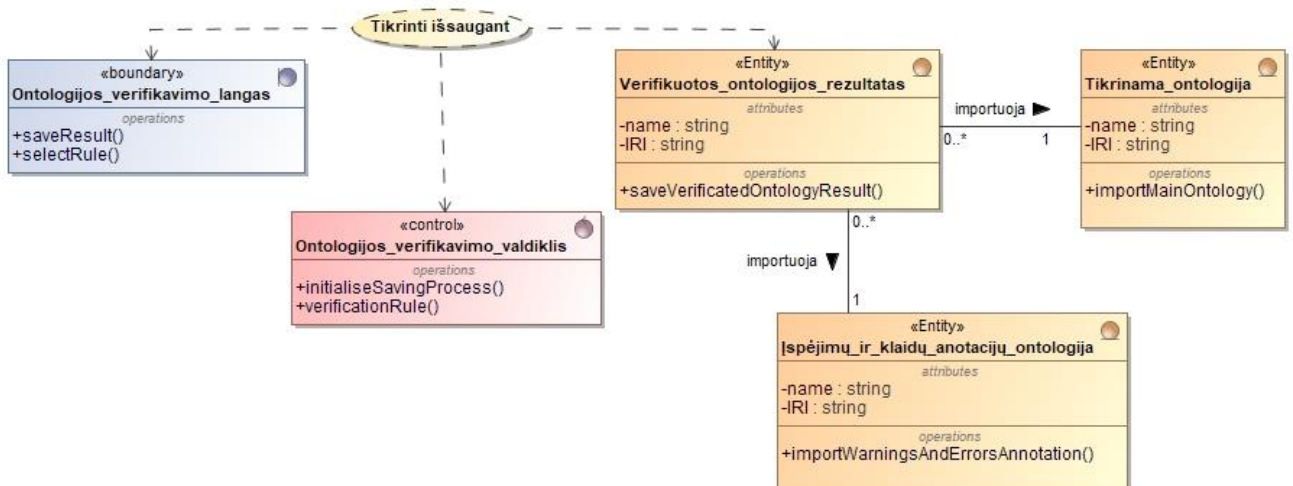 Tikrinti išsaugant
«boundary»
Ontologijos_verifikavimo_langas
operations
+saveResult()
+selectRule()
«control»
Ontologijos_verifikavimo_valdiklis
operations
+initialiseSavingProcess()
+verificationRule()
«Entity»
Verifikuotos_ontologijos_rezultatas
attributes
-name : string
-IRI : string
operations
+saveVerificatedOntologyResult()
importuoja
0..*
1
«Entity»
Tikrinama_ontologija
attributes
-name : string
-IRI : string
operations
+importMainOntology()
0..*
importuoja
1
«Entity»
Įspėjimų_ir_klaidų_anotacijų_ontologija
attributes
-name : string
-IRI : string
operations
+importWarningsAndErrorsAnnotation()